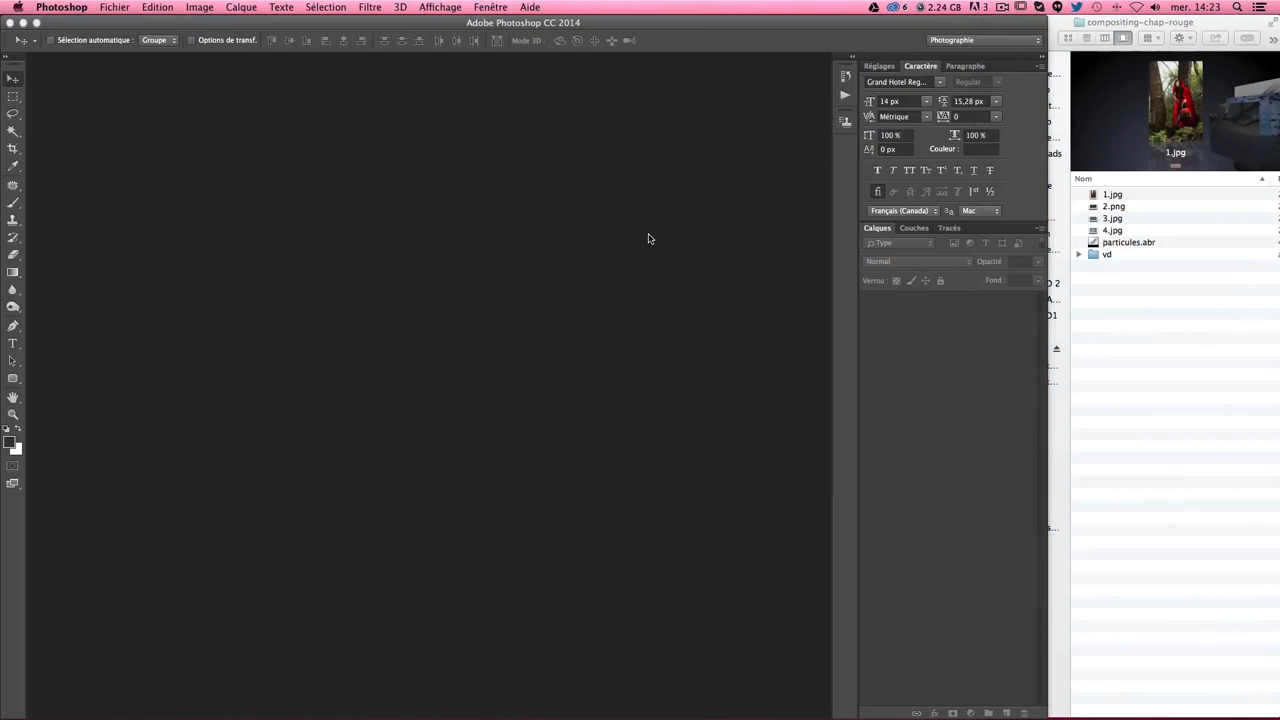 Photoshop Fichier Edition Image Calque Texte Sélection Filtre 3D Affichage Fenêtre Aide 6 2.24 GB 3 mer. 14:23
Adobe Photoshop CC 2014
compositing-chap-rouge
Sélection automatique : Groupe Options de transf. Mode 3D : Photographie
Réglages Caractère Paragraphe
Grand Hotel Reg... Regular
14 px 15,28 px
Métrique 0
100 % 100 %
0 px Couleur :
Français (Canada) Mac
Calques Couches Tracés
Type
Normal Opacité :
Verrou : Fond :
1.jpg
Nom
1.jpg
2.png
3.jpg
4.jpg
particules.abr
vd